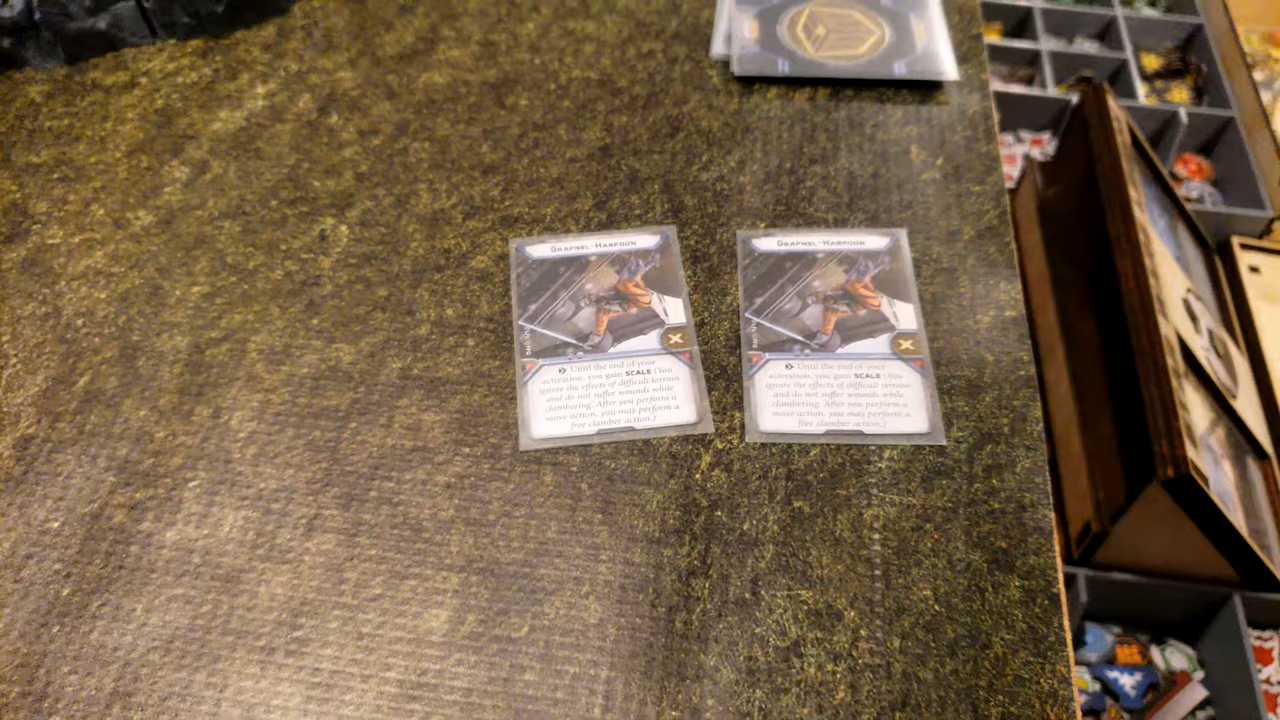 GRAPNEL-HARPOON
Until the end of your
activation, you gain SCALE (You
ignore the effects of difficult terrain
and do not suffer wounds while
clambering. After you perform a
move action, you may perform a
free clamber action.)
GRAPNEL-HARPOON
Until the end of your
activation, you gain SCALE (You
ignore the effects of difficult terrain
and do not suffer wounds while
clambering. After you perform a
move action, you may perform a
free clamber action.)